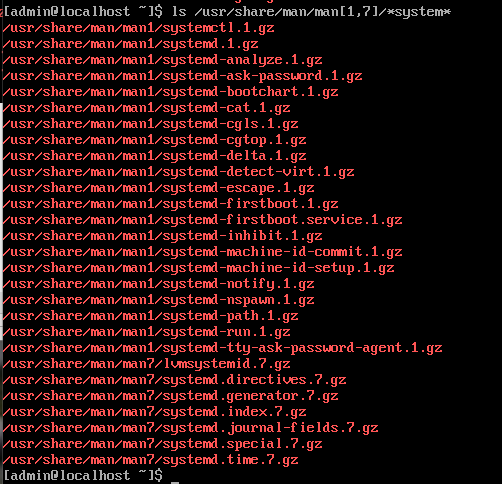 [admin@localhost ~]$ ls /usr/share/man/man[1,7]/*system*
/usr/share/man/man1/systemctl.1.gz
/usr/share/man/man1/systemd.1.gz
/usr/share/man/man1/systemd-analyze.1.gz
/usr/share/man/man1/systemd-ask-password.1.gz
/usr/share/man/man1/systemd-bootchart.1.gz
/usr/share/man/man1/systemd-cat.1.gz
/usr/share/man/man1/systemd-cgls.1.gz
/usr/share/man/man1/systemd-cgtop.1.gz
/usr/share/man/man1/systemd-delta.1.gz
/usr/share/man/man1/systemd-detect-virt.1.gz
/usr/share/man/man1/systemd-escape.1.gz
/usr/share/man/man1/systemd-firstboot.1.gz
/usr/share/man/man1/systemd-firstboot.service.1.gz
/usr/share/man/man1/systemd-inhibit.1.gz
/usr/share/man/man1/systemd-machine-id-commit.1.gz
/usr/share/man/man1/systemd-machine-id-setup.1.gz
/usr/share/man/man1/systemd-notify.1.gz
/usr/share/man/man1/systemd-nspawn.1.gz
/usr/share/man/man1/systemd-path.1.gz
/usr/share/man/man1/systemd-run.1.gz
/usr/share/man/man1/systemd-tty-ask-password-agent.1.gz
/usr/share/man/man7/lvmsystemid.7.gz
/usr/share/man/man7/systemd.directives.7.gz
/usr/share/man/man7/systemd.generator.7.gz
/usr/share/man/man7/systemd.index.7.gz
/usr/share/man/man7/systemd.journal-fields.7.gz
/usr/share/man/man7/systemd.special.7.gz
/usr/share/man/man7/systemd.time.7.gz
[admin@localhost ~]$ _